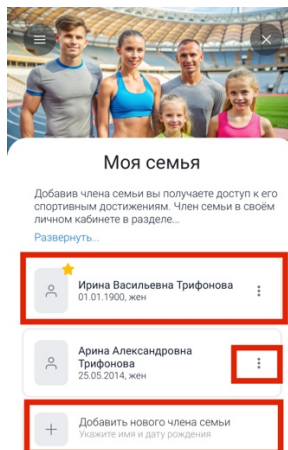 Моя семья
Добавив члена семьи вы получаете доступ к его
спортивным достижениям. Член семьи в своём
личном кабинете в разделе...
Развернуть...
Ирина Васильевна Трифонова
01.01.1900, жен
Арина Александровна
Трифонова
25.05.2014, жен
Добавить нового члена семьи
Укажите имя и дату рождения